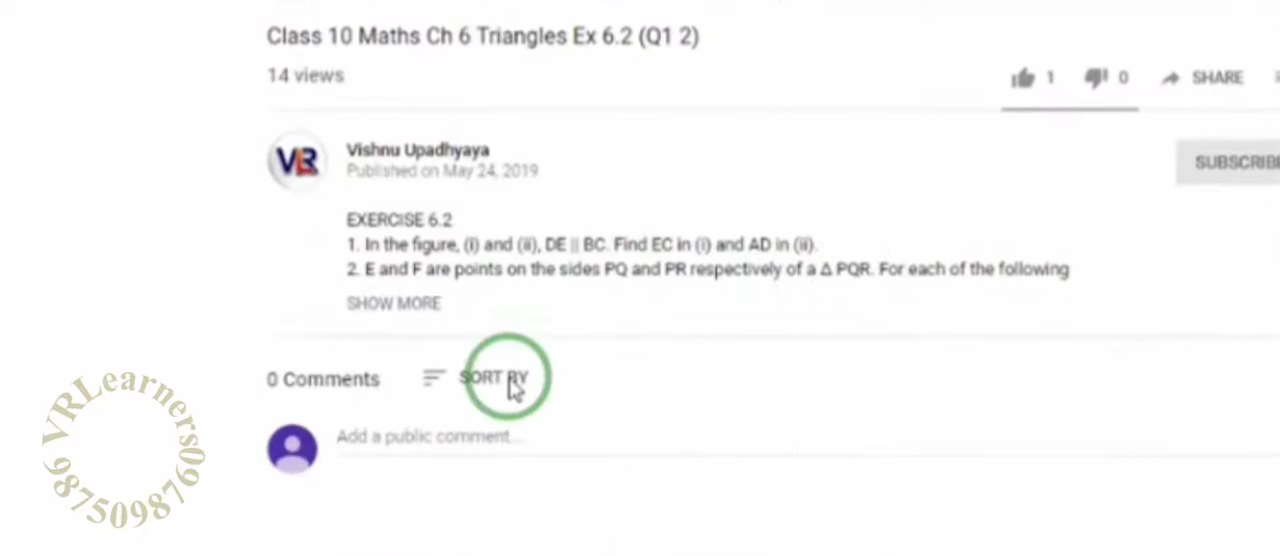 Class 10 Maths Ch 6 Triangles Ex 6.2 (Q1 2)
14 views
1
0
SHARE
VR
Vishnu Upadhyaya
Published on May 24, 2019
SUBSCRIBE
EXERCISE 6.2
1. In the figure, (i) and (ii), DE || BC. Find EC in (i) and AD in (ii).
2. E and F are points on the sides PQ and PR respectively of a Δ PQR. For each of the following
SHOW MORE
0 Comments
SORT BY
Add a public comment...
VRLearners
09875098760